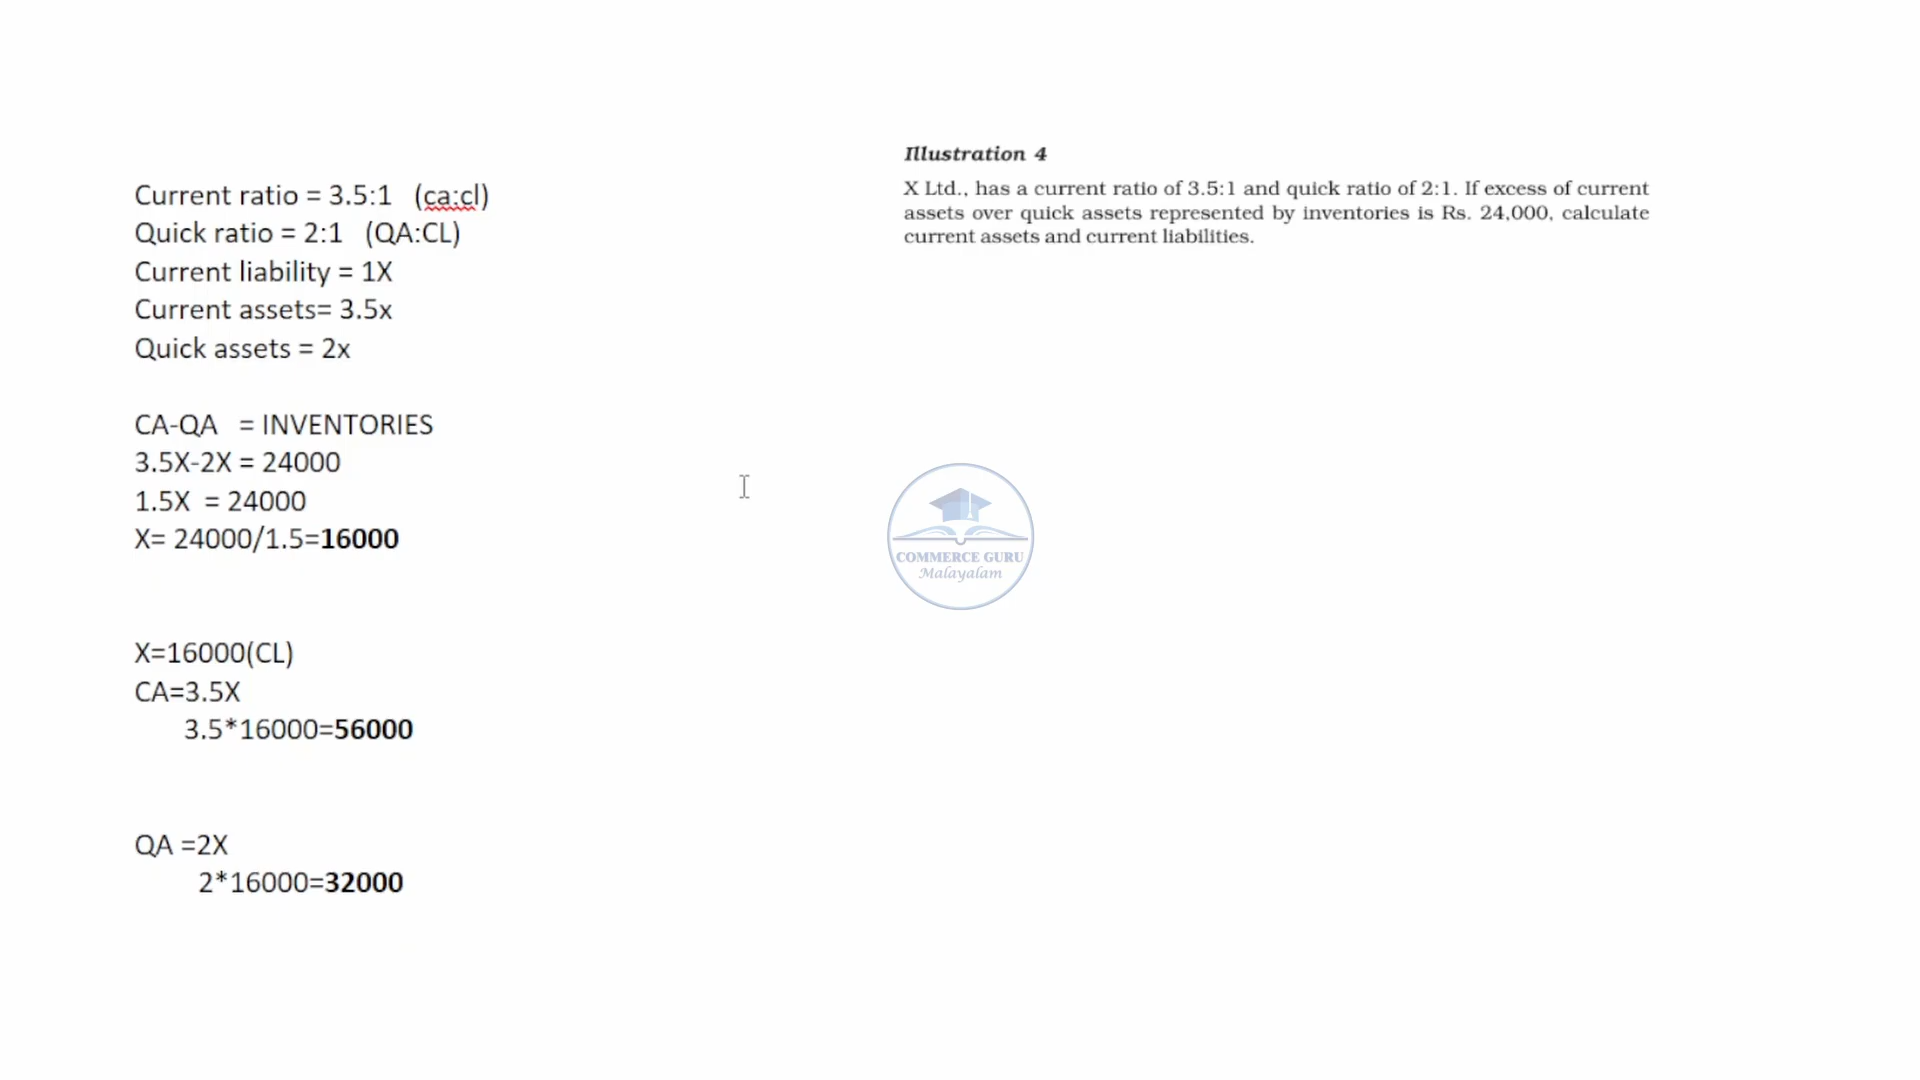 Current ratio = 3.5:1   (ca:cl)
Quick ratio = 2:1   (QA:CL)
Current liability = 1X
Current assets= 3.5x
Quick assets = 2x
CA-QA   = INVENTORIES
3.5X-2X = 24000
1.5X  = 24000
X= 24000/1.5=16000
X=16000(CL)
CA=3.5X
3.5*16000=56000
QA =2X
2*16000=32000
Illustration 4
X Ltd., has a current ratio of 3.5:1 and quick ratio of 2:1. If excess of current
assets over quick assets represented by inventories is Rs. 24,000, calculate
current assets and current liabilities.
COMMERCE GURU
Malayalam